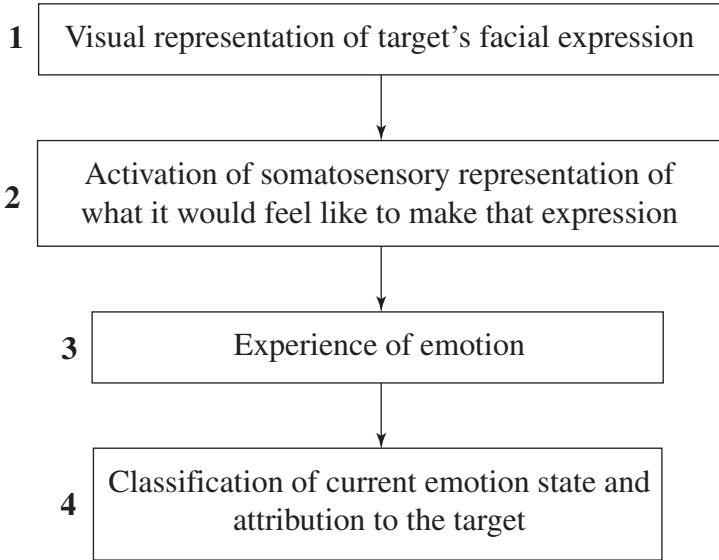 1 Visual representation of target’s facial expression
2 Activation of somatosensory representation of
what it would feel like to make that expression
3 Experience of emotion
4 Classification of current emotion state and
attribution to the target